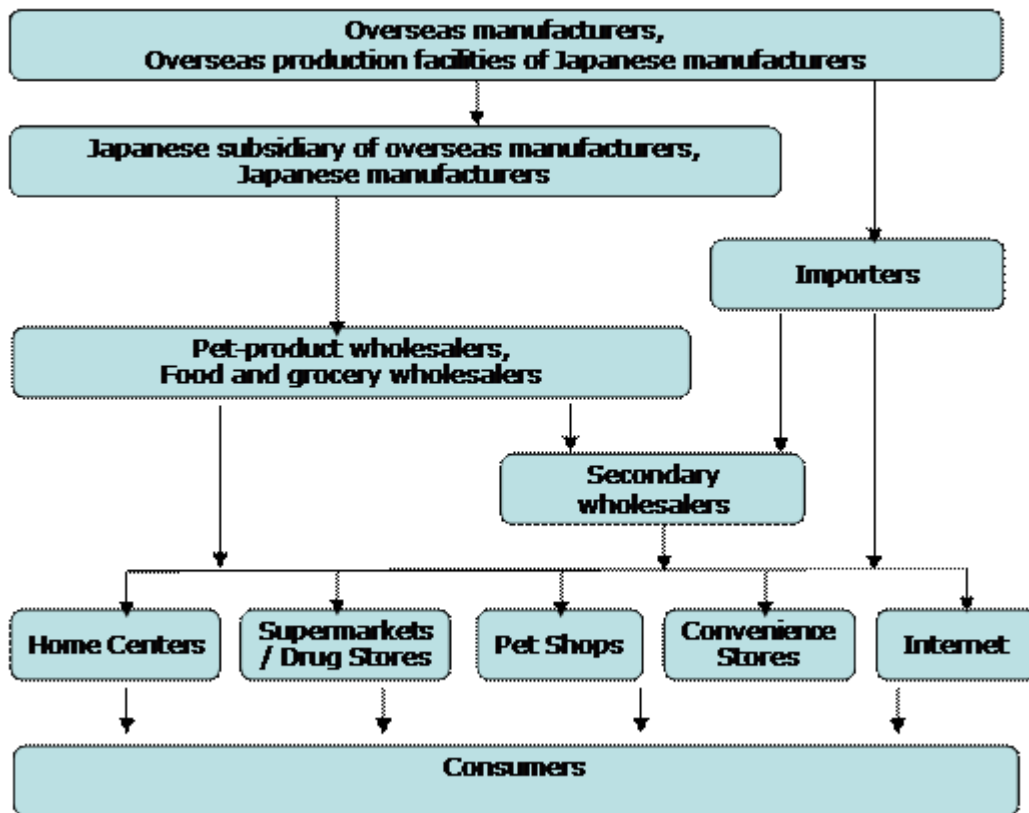 Overseas manufacturers,
Overseas production facilities of Japanese manufacturers
Japanese subsidiary of overseas manufacturers,
Japanese manufacturers
Importers
Pet-product wholesalers,
Food and grocery wholesalers
Secondary
wholesalers
Home Centers
Supermarkets
/ Drug Stores
Pet Shops
Convenience
Stores
Internet
Consumers